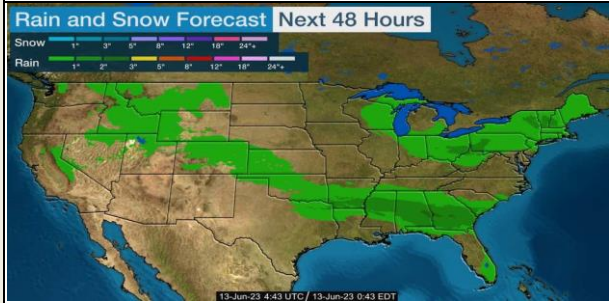 Rain and Snow Forecast Next 48 Hours
Snow
1" 3" 5" 8" 12" 18" 24"+
Rain
1" 2" 3" 5" 8" 12" 18" 24"+
13-Jun-23 4:43 UTC / 13-Jun-23 0:43 EDT